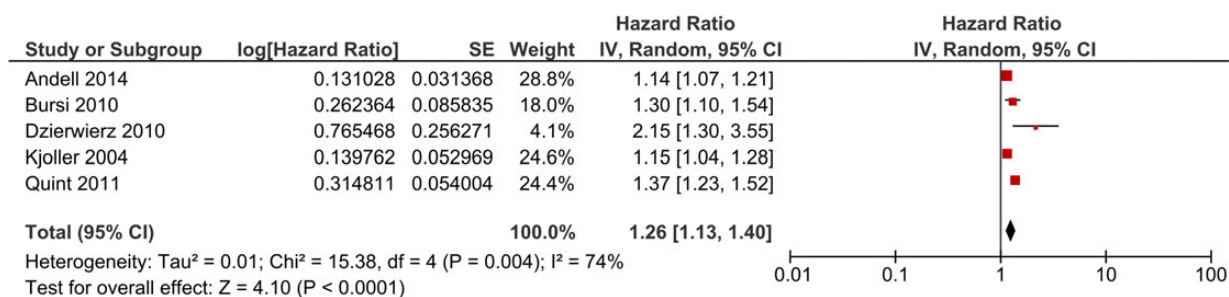 Hazard Ratio Hazard Ratio
Study or Subgroup log[Hazard Ratio] SE Weight IV, Random, 95% CI IV, Random, 95% CI
Andell 2014 0.131028 0.031368 28.8% 1.14 [1.07, 1.21]
Bursi 2010 0.262364 0.085835 18.0% 1.30 [1.10, 1.54]
Dzierwierz 2010 0.765468 0.256271 4.1% 2.15 [1.30, 3.55]
Kjoller 2004 0.139762 0.052969 24.6% 1.15 [1.04, 1.28]
Quint 2011 0.314811 0.054004 24.4% 1.37 [1.23, 1.52]
Total (95% CI) 100.0% 1.26 [1.13, 1.40]
Heterogeneity: Tau² = 0.01; Chi² = 15.38, df = 4 (P = 0.004); I² = 74%
Test for overall effect: Z = 4.10 (P < 0.0001)
0.01 0.1 1 10 100